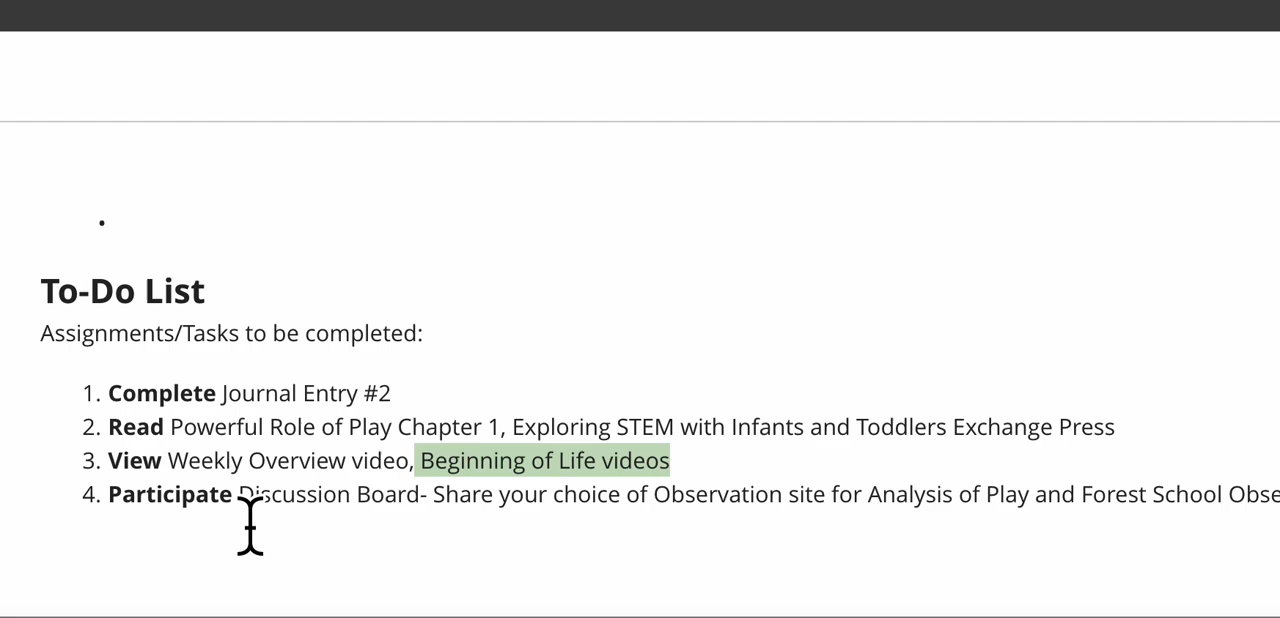 To-Do List
Assignments/Tasks to be completed:
1. Complete Journal Entry #2
2. Read Powerful Role of Play Chapter 1, Exploring STEM with Infants and Toddlers Exchange Press
3. View Weekly Overview video, Beginning of Life videos
4. Participate Discussion Board- Share your choice of Observation site for Analysis of Play and Forest School